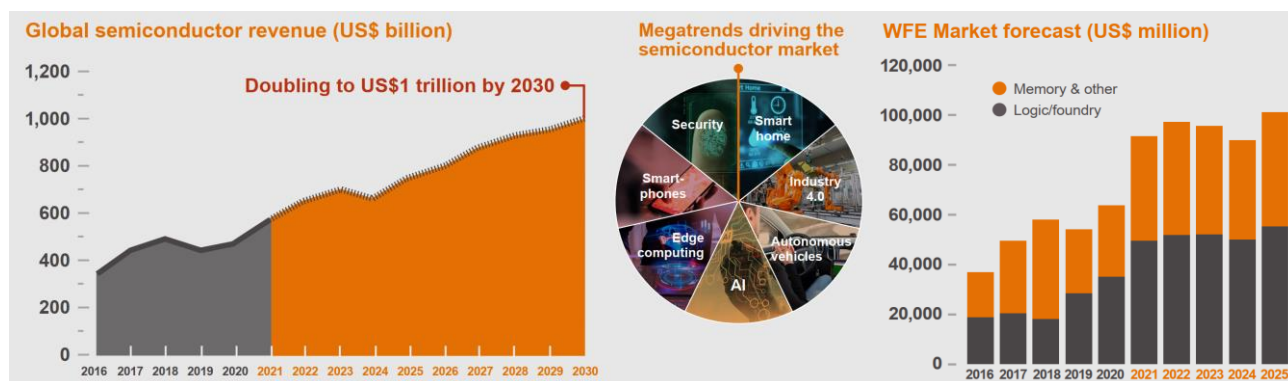 Global semiconductor revenue (US$ billion)
1,200
1,000
800
600
400
200
0
Doubling to US$1 trillion by 2030
2016 2017 2018 2019 2020 2021 2022 2023 2024 2025 2026 2027 2028 2029 2030
Megatrends driving the
semiconductor market
Security
Smart
home
Smart-
phones
Industry
4.0
Edge
computing
Autonomous
vehicles
AI
WFE Market forecast (US$ million)
120,000
100,000
80,000
60,000
40,000
20,000
0
Memory & other
Logic/foundry
2016 2017 2018 2019 2020 2021 2022 2023 2024 2025